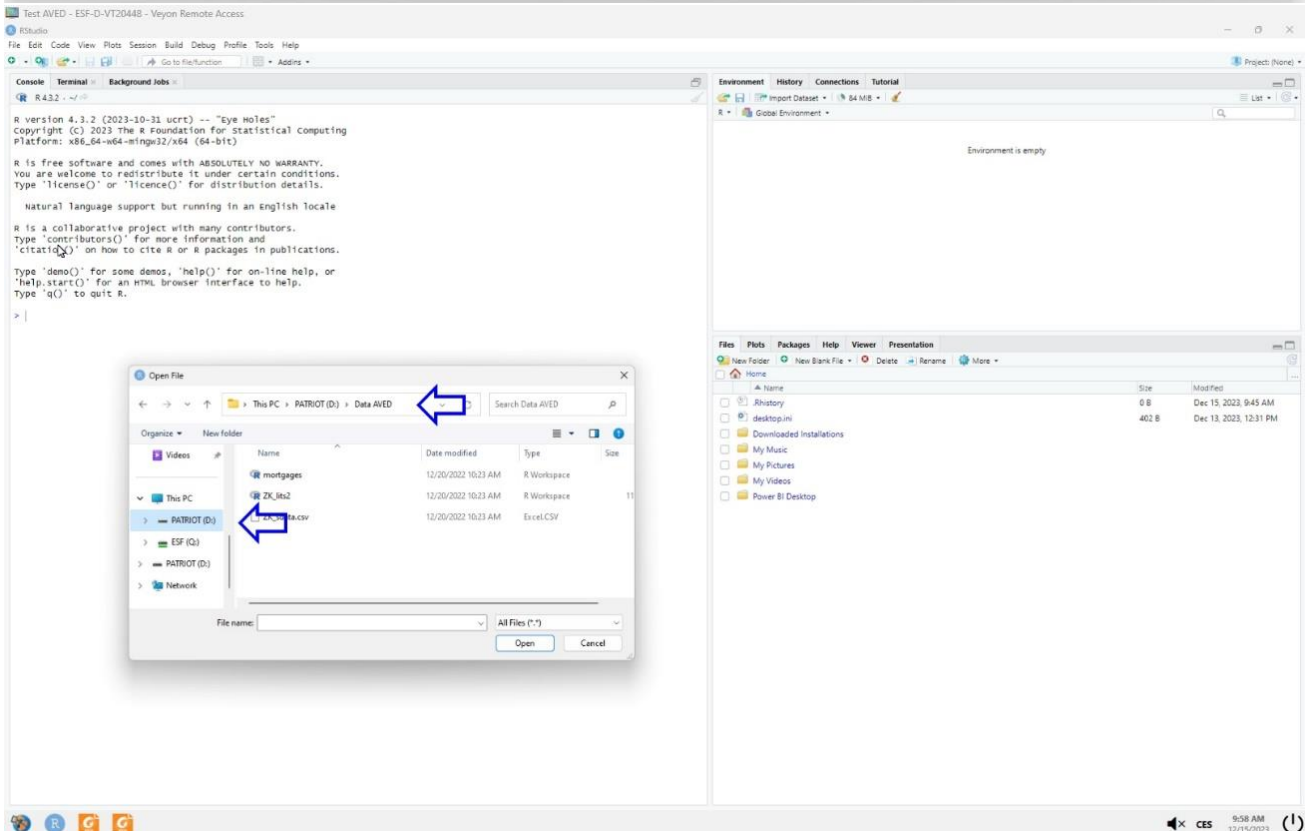 Test AVED - ESF-D-VT20448 - Veyon Remote Access
RStudio
File Edit Code View Plots Session Build Debug Profile Tools Help
Go to file/function Addins
Project: (None)
Console Terminal Background Jobs
R 4.3.2 . ~/
R version 4.3.2 (2023-10-31 ucrt) -- "Eye Holes"
Copyright (C) 2023 The R Foundation for Statistical Computing
Platform: x86_64-w64-mingw32/x64 (64-bit)
R is free software and comes with ABSOLUTELY NO WARRANTY.
You are welcome to redistribute it under certain conditions.
Type 'license()' or 'licence()' for distribution details.
Natural language support but running in an English locale
R is a collaborative project with many contributors.
Type 'contributors()' for more information and
'citation()' on how to cite R or R packages in publications.
Type 'demo()' for some demos, 'help()' for on-line help, or
'help.start()' for an HTML browser interface to help.
Type 'q()' to quit R.
>
Environment History Connections Tutorial
Import Dataset 84 MiB List
R Global Environment
Environment is empty
Files Plots Packages Help Viewer Presentation
New Folder New Blank File Delete Rename More
Home
Name Size Modified
.Rhistory 0 B Dec 15, 2023, 9:45 AM
desktop.ini 402 B Dec 13, 2023, 12:31 PM
Downloaded Installations
My Music
My Pictures
My Videos
Power BI Desktop
Open File
This PC > PATRIOT (D:) > Data AVED Search Data AVED
Organize New folder
Name Date modified Type Size
mortgages 12/20/2022 10:23 AM R Workspace
ZK_lits2 12/20/2022 10:23 AM R Workspace 11
12/20/2022 10:23 AM Excel.CSV
Videos
This PC
PATRIOT (D:)
ESF (Q:)
PATRIOT (D:)
Network
File name: All Files (*.*)
Open Cancel
CES 9:58 AM
12/15/2023